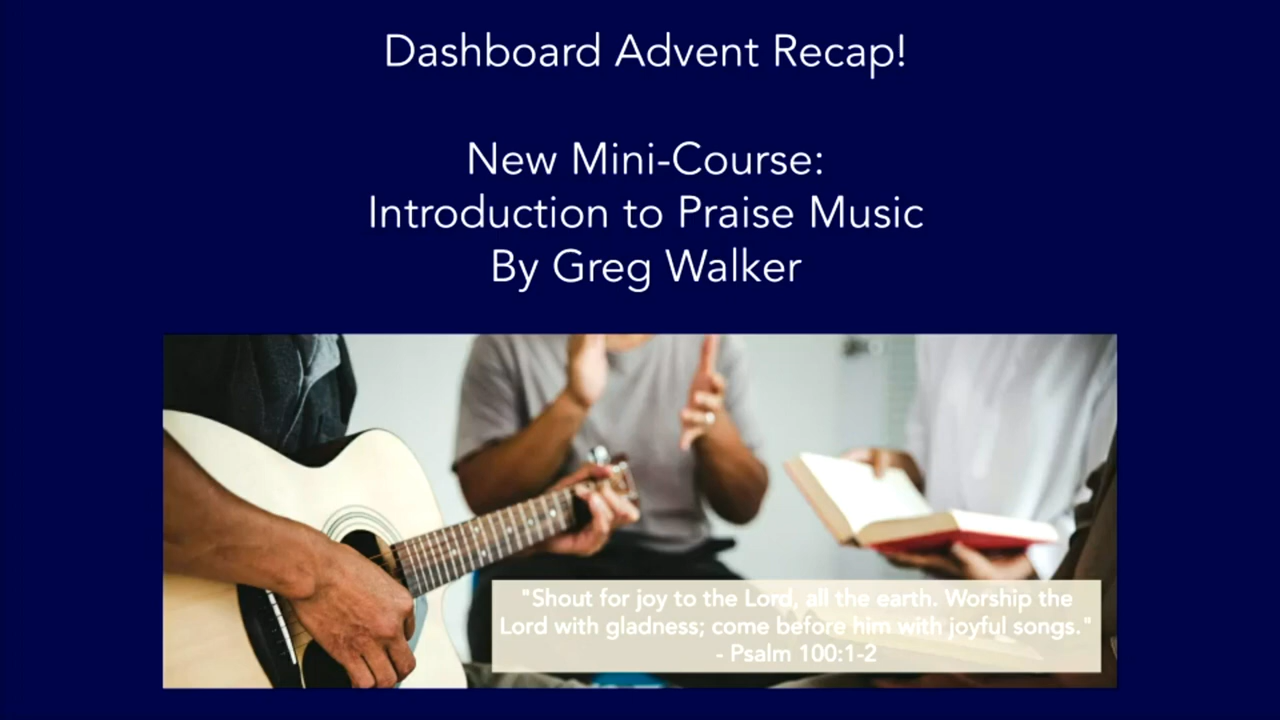 Dashboard Advent Recap!
New Mini-Course:
Introduction to Praise Music
By Greg Walker
"Shout for joy to the Lord, all the earth. Worship the
Lord with gladness; come before him with joyful songs."
- Psalm 100:1-2